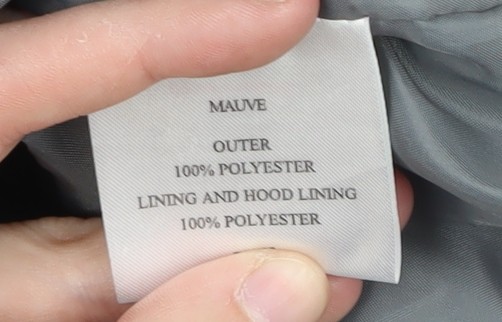 MAUVE
OUTER
100% POLYESTER
LINING AND HOOD LINING
100% POLYESTER